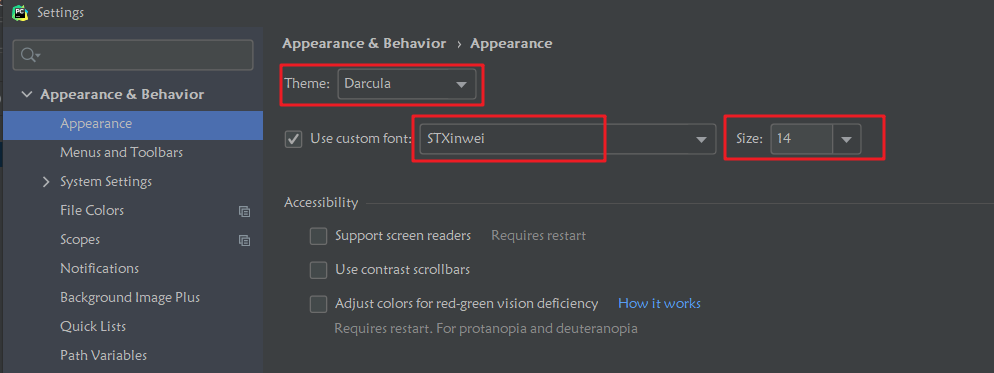 PC
Settings
Appearance & Behavior
Appearance
Menus and Toolbars
System Settings
File Colors
Scopes
Notifications
Background Image Plus
Quick Lists
Path Variables
Appearance & Behavior › Appearance
Theme: Darcula
Use custom font: STXinwei Size: 14
Accessibility
Support screen readers Requires restart
Use contrast scrollbars
Adjust colors for red-green vision deficiency How it works
Requires restart. For protanopia and deuteranopia